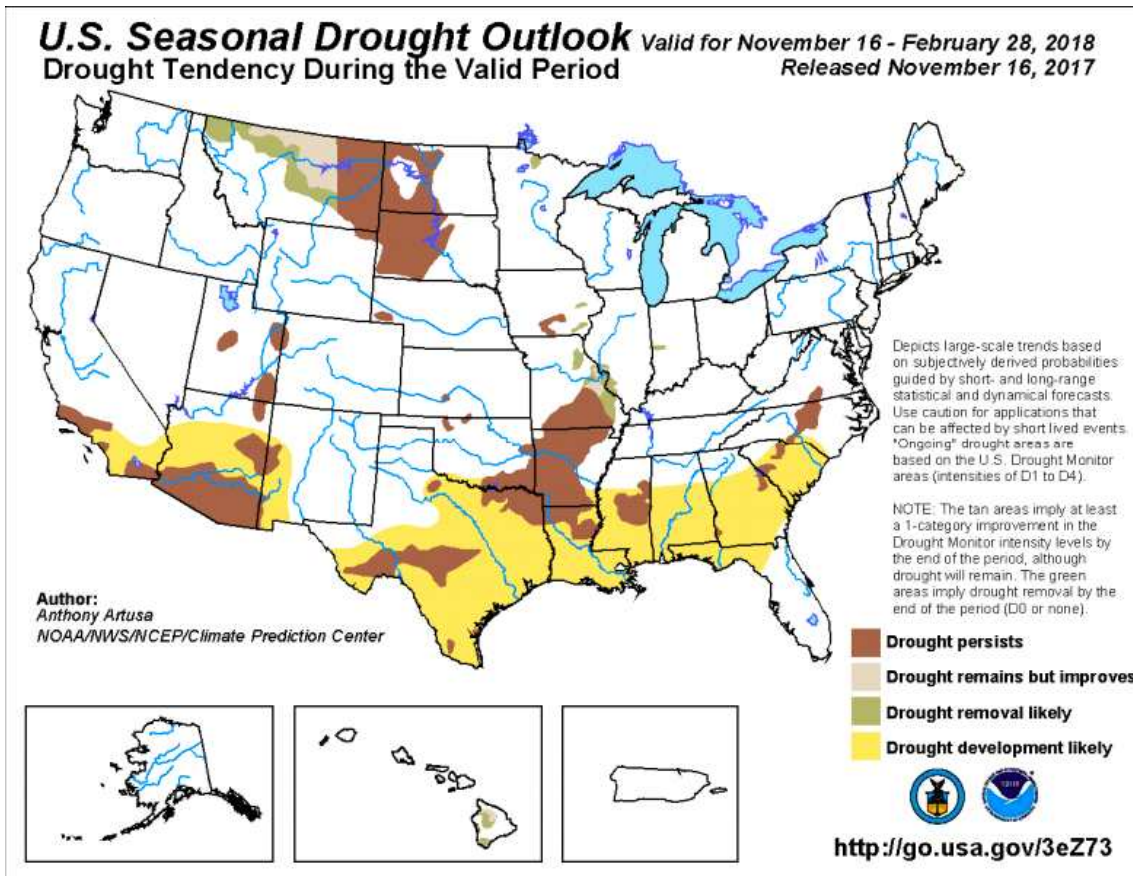 U.S. Seasonal Drought Outlook Valid for November 16 - February 28, 2018
Drought Tendency During the Valid Period Released November 16, 2017
Depicts large-scale trends based
on subjectively derived probabilities
guided by short- and long-range
statistical and dynamical forecasts.
Use caution for applications that
can be affected by short lived events.
"Ongoing" drought areas are
based on the U.S. Drought Monitor
areas (intensities of D1 to D4).
NOTE: The tan areas imply at least
a 1-category improvement in the
Drought Monitor intensity levels by
the end of the period, although
drought will remain. The green
areas imply drought removal by the
end of the period (D0 or none).
Author:
Anthony Artusa
NOAA/NWS/NCEP/Climate Prediction Center
Drought persists
Drought remains but improves
Drought removal likely
Drought development likely
http://go.usa.gov/3eZ73